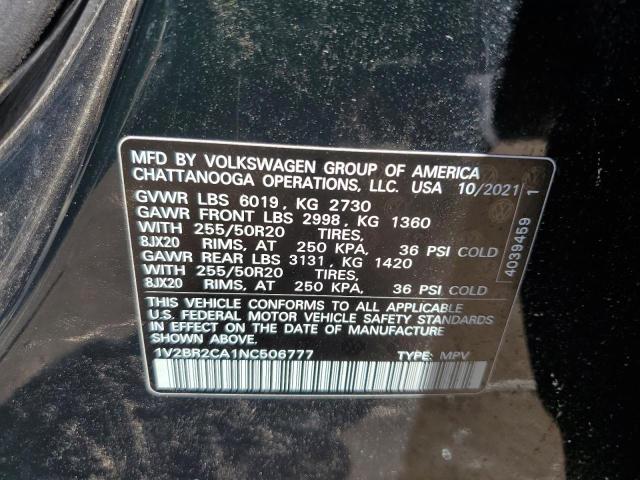 MFD BY VOLKSWAGEN GROUP OF AMERICA
CHATTANOOGA OPERATIONS, LLC. USA 10/2021
GVWR LBS 6019, KG 2730
GAWR FRONT LBS 2998, KG 1360
WITH 255/50R20 TIRES,
8JX20 RIMS, AT 250 KPA, 36 PSI COLD
GAWR REAR LBS 3131, KG 1420
WITH 255/50R20 TIRES,
8JX20 RIMS, AT 250 KPA, 36 PSI COLD
THIS VEHICLE CONFORMS TO ALL APPLICABLE
U.S. FEDERAL MOTOR VEHICLE SAFETY STANDARDS
IN EFFECT ON THE DATE OF MANUFACTURE
SHOWN ABOVE.
1V2BR2CA1NC506777 TYPE: MPV
4039459 1